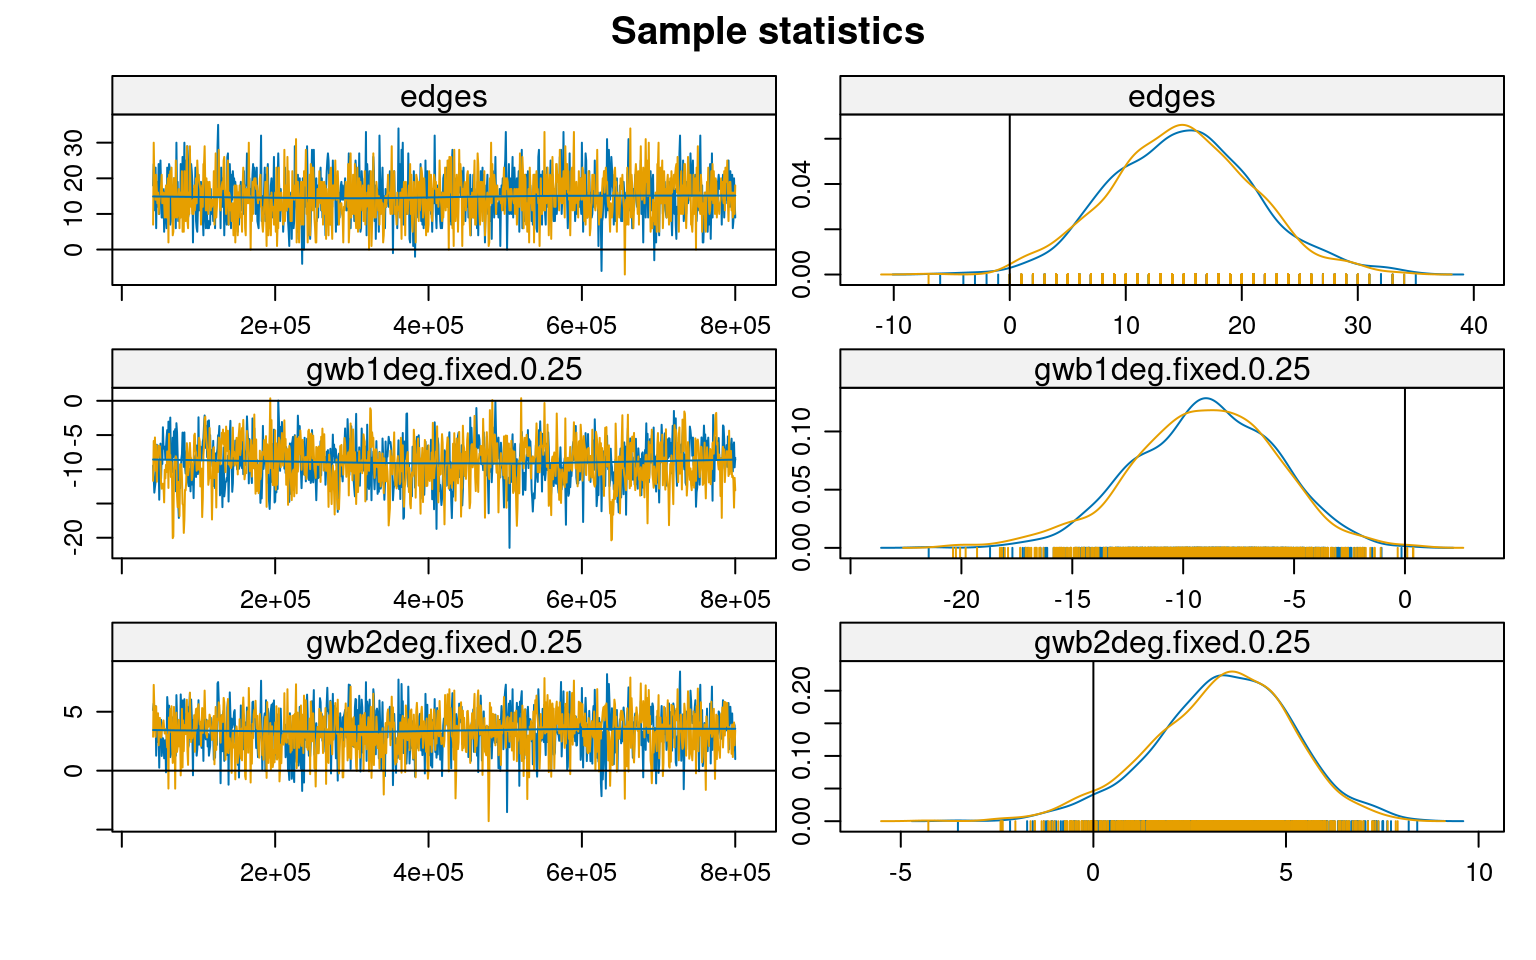 Sample statistics
edges
edges
0 10 20 30
0.00 0.04
2e+05 4e+05 6e+05 8e+05
-10 0 10 20 30 40
gwb1deg.fixed.0.25
gwb1deg.fixed.0.25
-20 -10 -5 0
0.00 0.05 0.10
2e+05 4e+05 6e+05 8e+05
-20 -15 -10 -5 0
gwb2deg.fixed.0.25
gwb2deg.fixed.0.25
0 5
0.00 0.10 0.20
2e+05 4e+05 6e+05 8e+05
-5 0 5 10